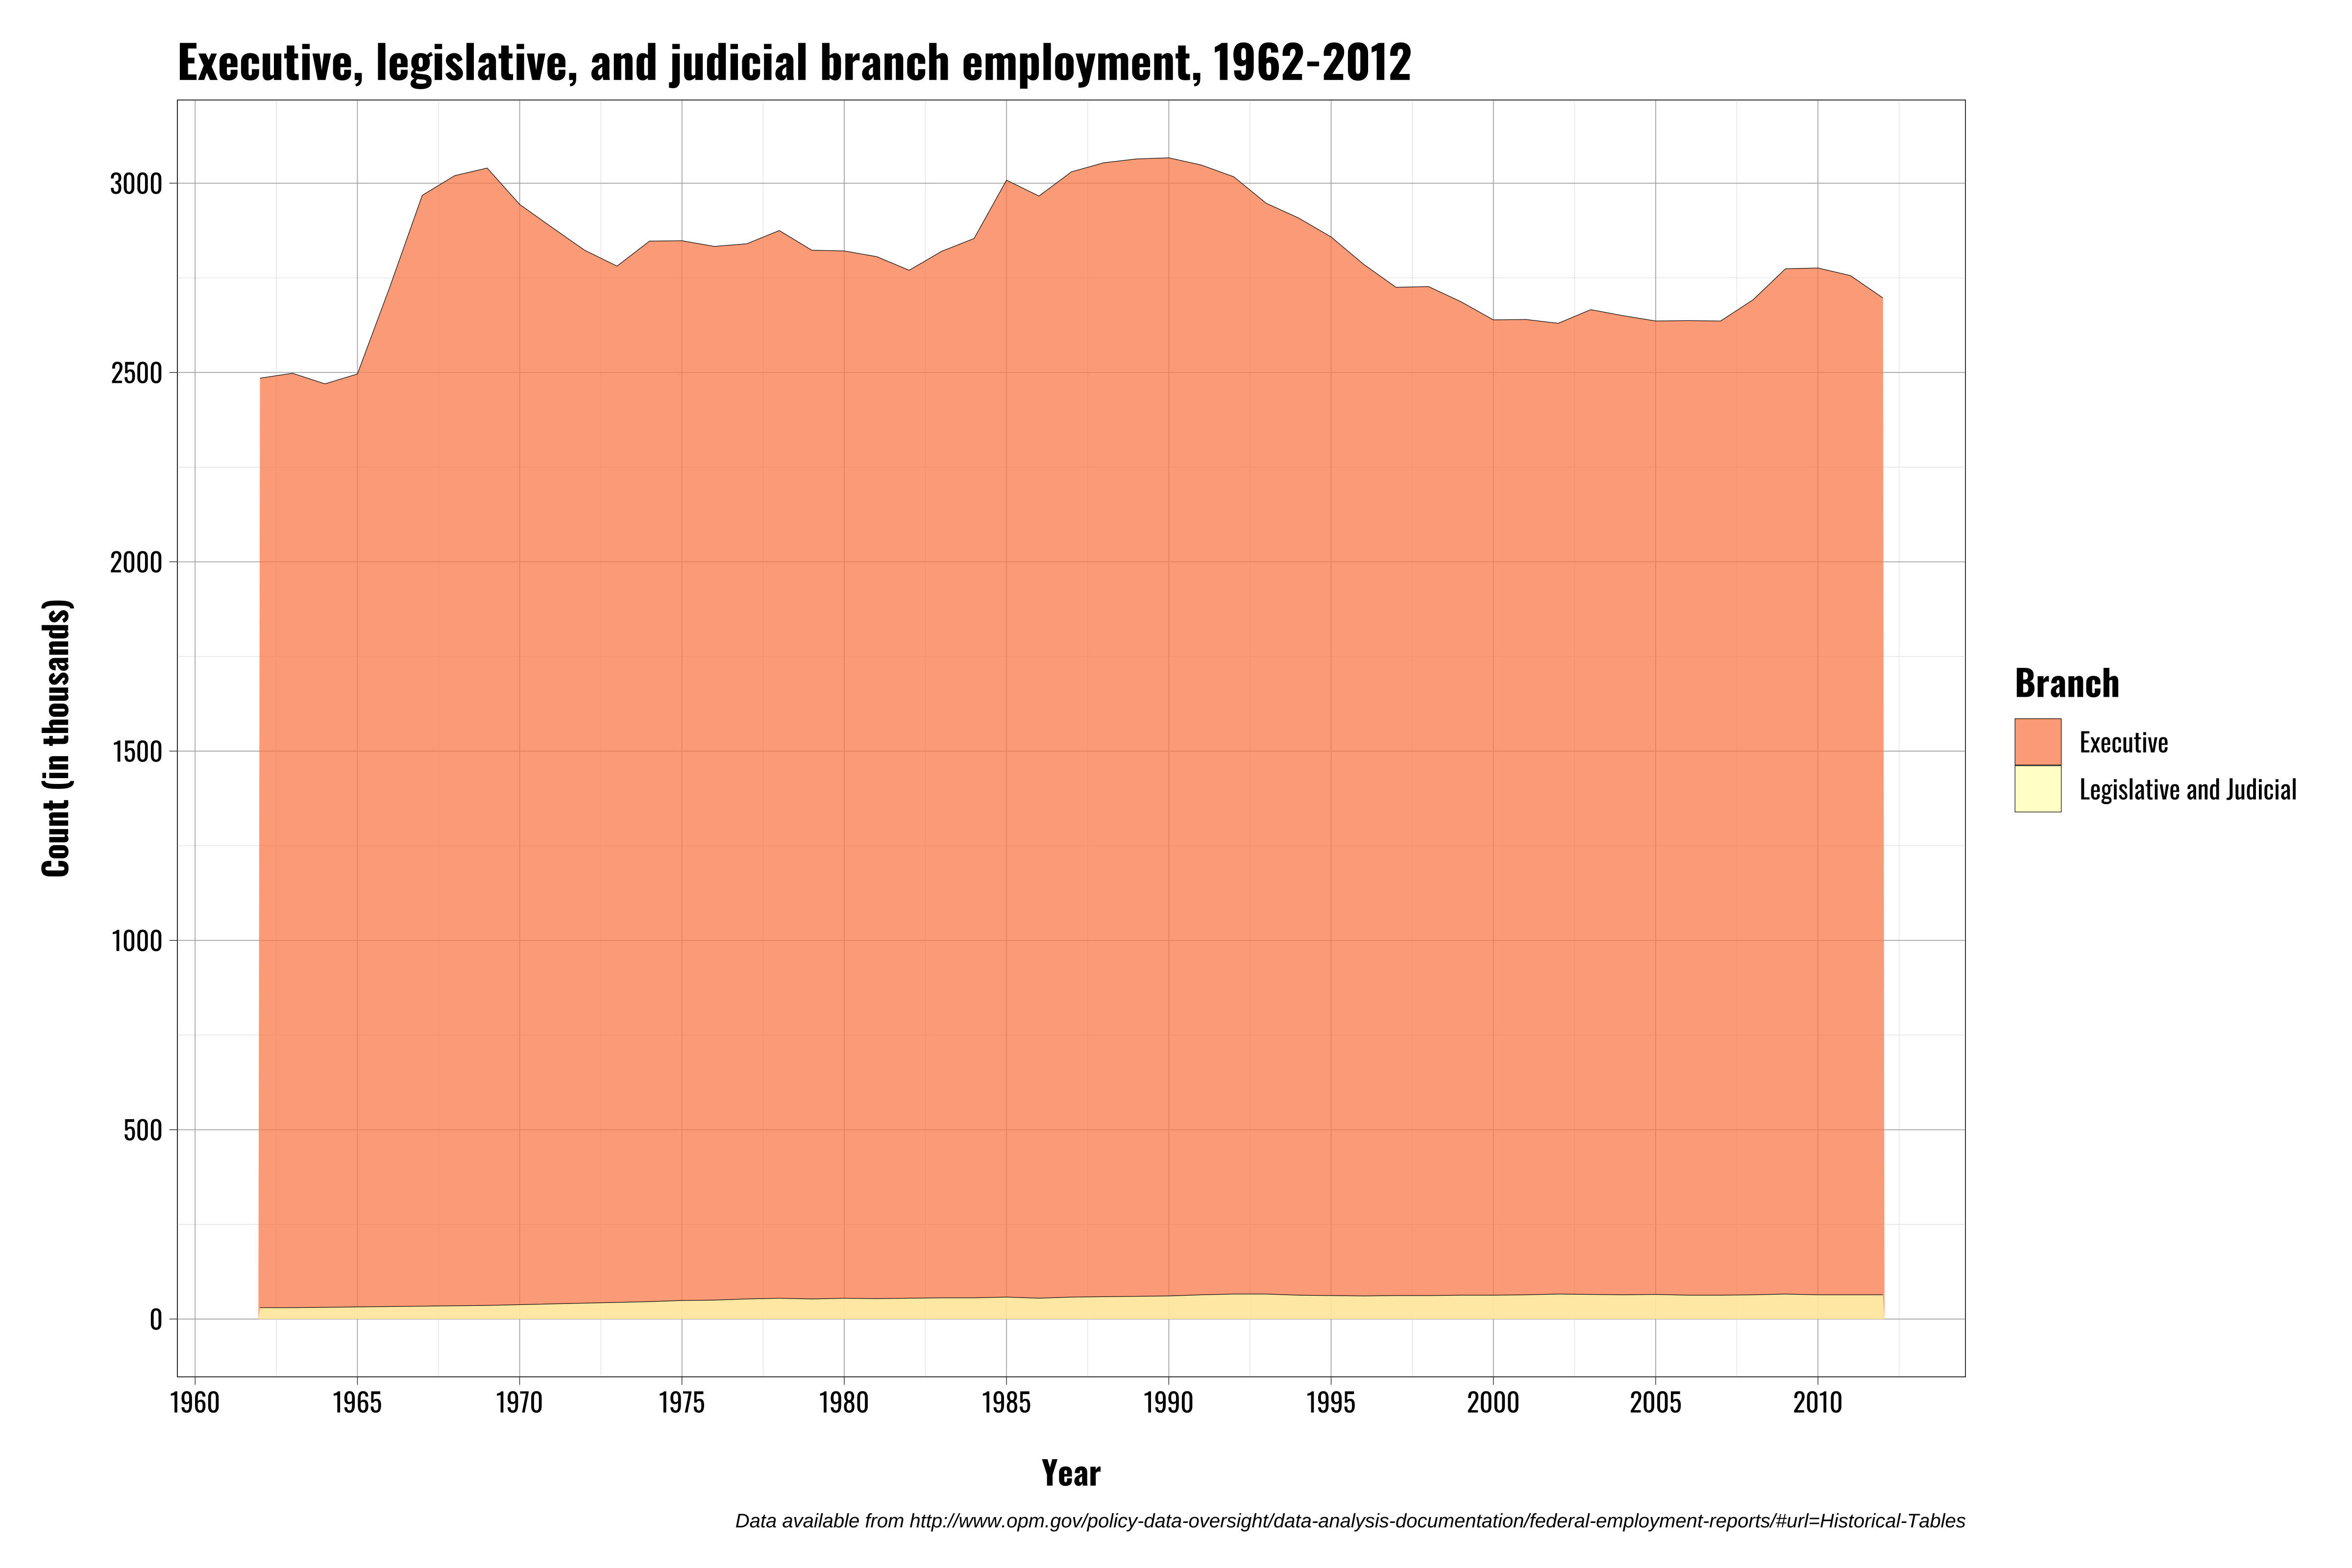 Executive, legislative, and judicial branch employment, 1962-2012
3000
2500
2000
1500
1000
500
0
Count (in thousands)
1960 1965 1970 1975 1980 1985 1990 1995 2000 2005 2010
Year
Branch
Executive
Legislative and Judicial
Data available from http://www.opm.gov/policy-data-oversight/data-analysis-documentation/federal-employment-reports/#url=Historical-Tables